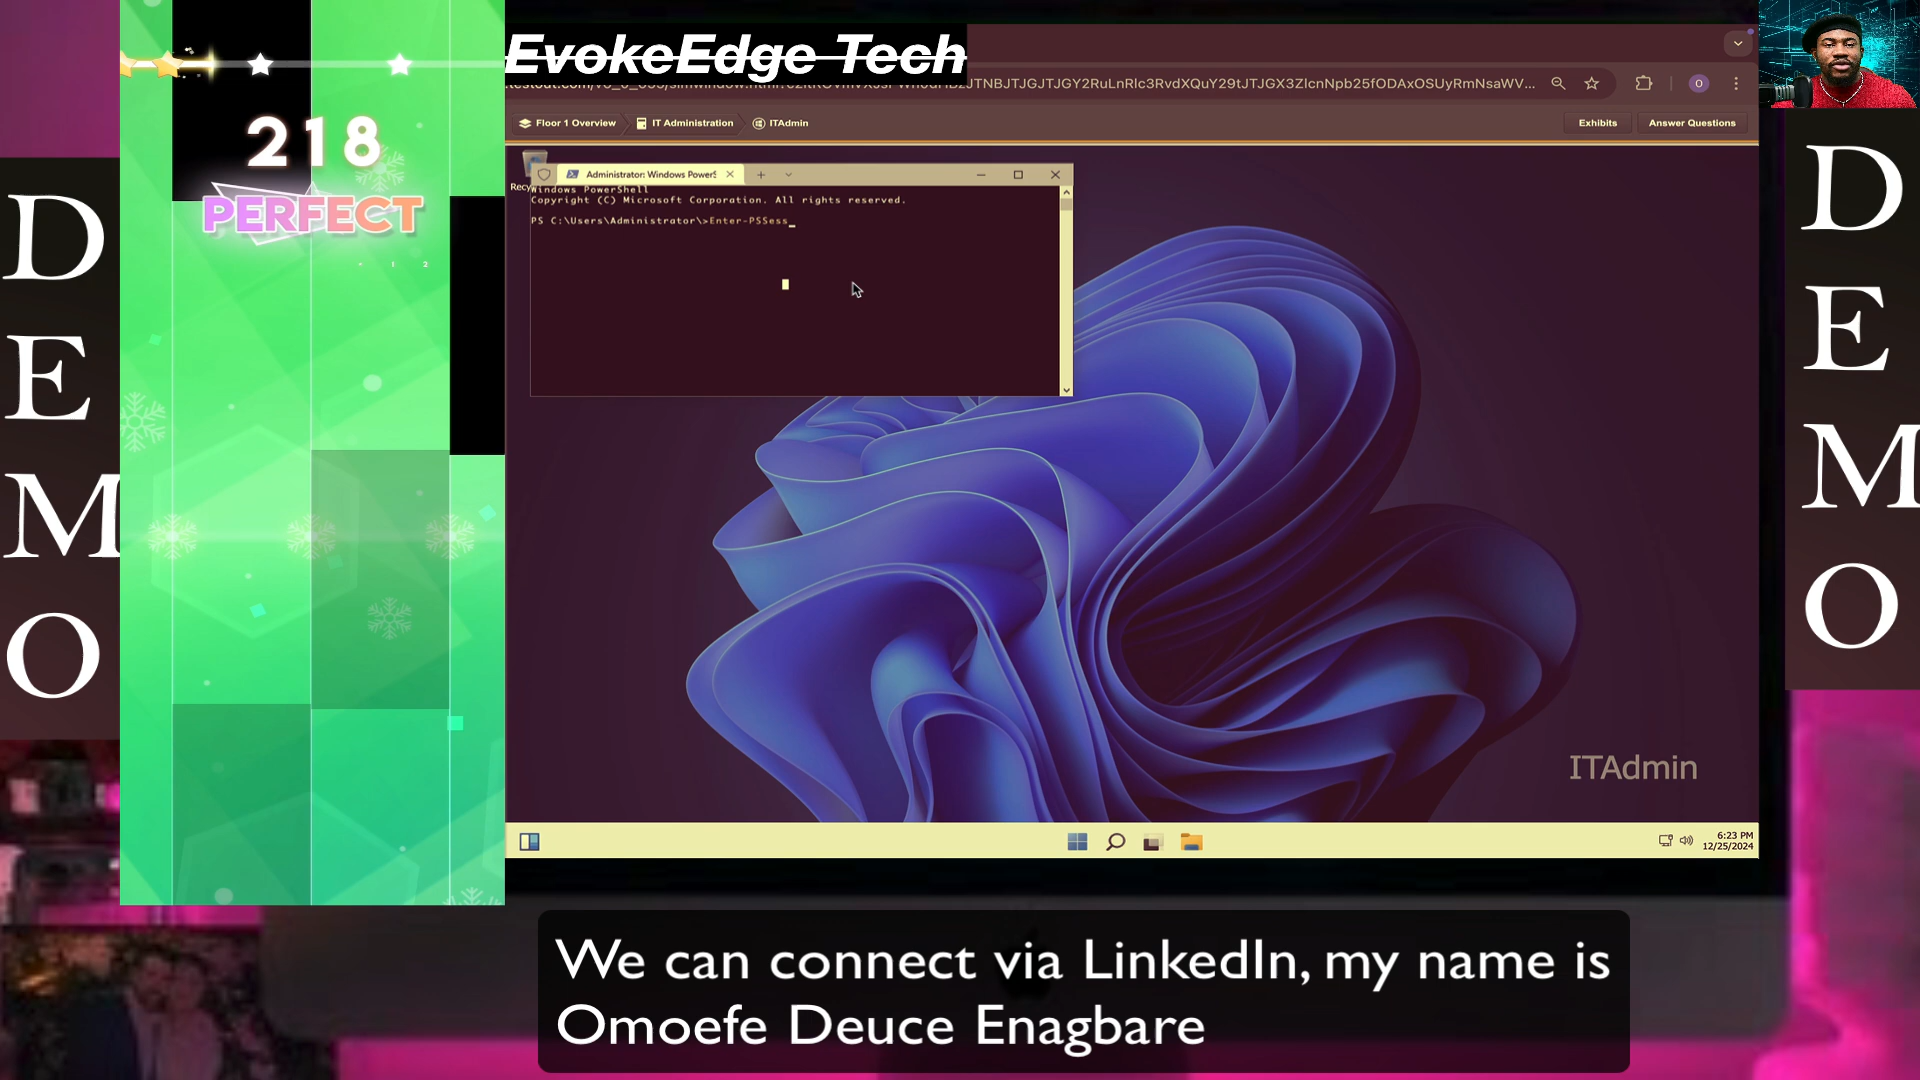 EvokeEdge Tech
218
PERFECT
D
E
M
O
D
E
M
O
Floor 1 Overview
IT Administration
ITAdmin
Exhibits
Answer Questions
O
Administrator: Windows PowerS
Windows PowerShell
Copyright (C) Microsoft Corporation. All rights reserved.
PS C:\Users\Administrator\>Enter-PSSess_
Recy
ITAdmin
6:23 PM
12/25/2024
We can connect via LinkedIn, my name is
Omoefe Deuce Enagbare